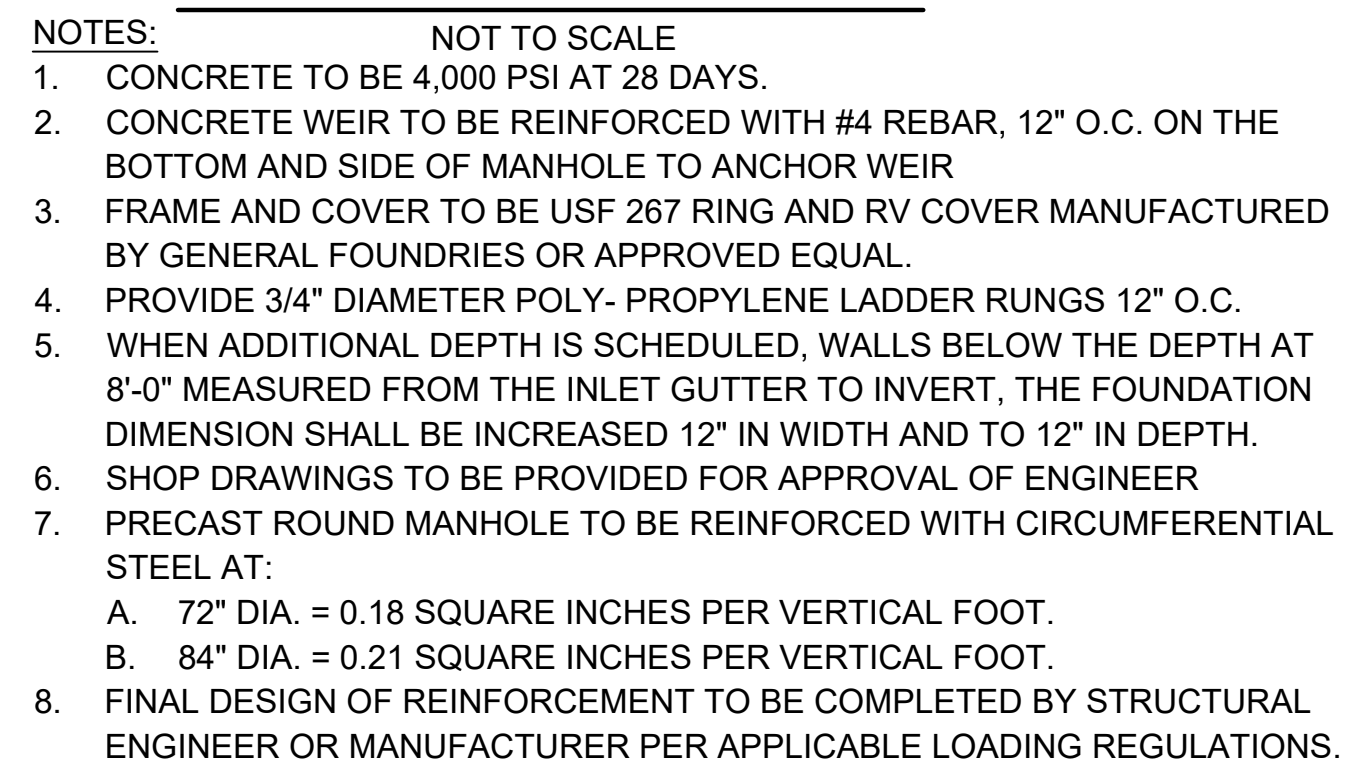 NOTES:
NOT TO SCALE
1. CONCRETE TO BE 4,000 PSI AT 28 DAYS.
2. CONCRETE WEIR TO BE REINFORCED WITH #4 REBAR, 12" O.C. ON THE
BOTTOM AND SIDE OF MANHOLE TO ANCHOR WEIR
3. FRAME AND COVER TO BE USF 267 RING AND RV COVER MANUFACTURED
BY GENERAL FOUNDRIES OR APPROVED EQUAL.
4. PROVIDE 3/4" DIAMETER POLY- PROPYLENE LADDER RUNGS 12" O.C.
5. WHEN ADDITIONAL DEPTH IS SCHEDULED, WALLS BELOW THE DEPTH AT
8'-0" MEASURED FROM THE INLET GUTTER TO INVERT, THE FOUNDATION
DIMENSION SHALL BE INCREASED 12" IN WIDTH AND TO 12" IN DEPTH.
6. SHOP DRAWINGS TO BE PROVIDED FOR APPROVAL OF ENGINEER
7. PRECAST ROUND MANHOLE TO BE REINFORCED WITH CIRCUMFERENTIAL
STEEL AT:
A. 72" DIA. = 0.18 SQUARE INCHES PER VERTICAL FOOT.
B. 84" DIA. = 0.21 SQUARE INCHES PER VERTICAL FOOT.
8. FINAL DESIGN OF REINFORCEMENT TO BE COMPLETED BY STRUCTURAL
ENGINEER OR MANUFACTURER PER APPLICABLE LOADING REGULATIONS.